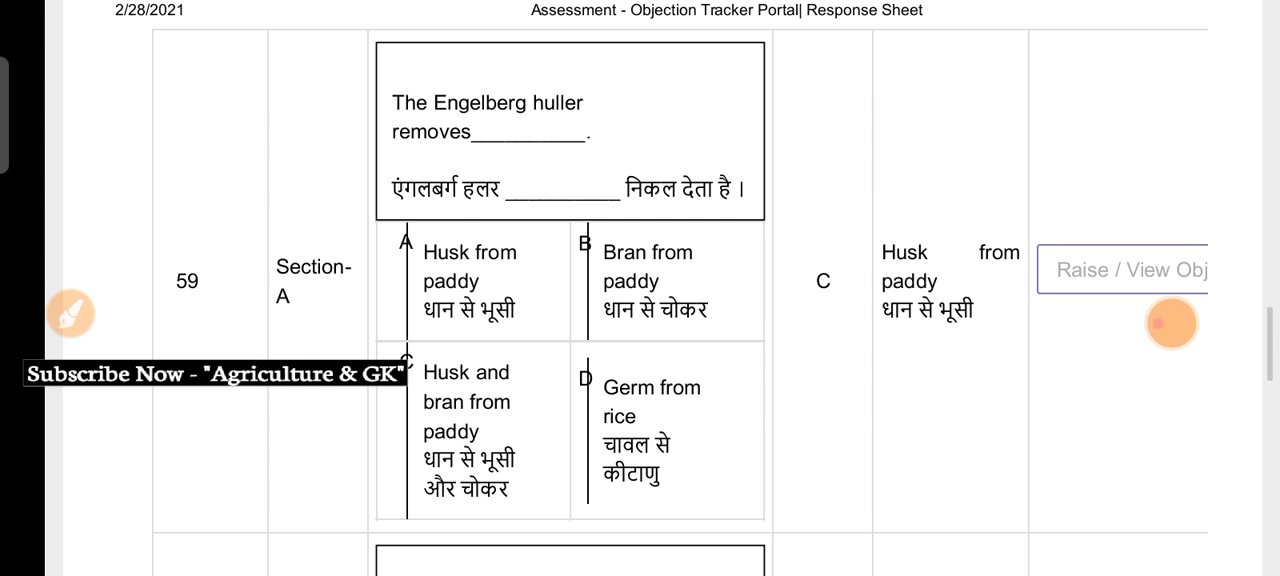 2/28/2021
Assessment - Objection Tracker Portal| Response Sheet
The Engelberg huller
removes__________.
एंगलबर्ग हलर __________ निकल देता है ।
59
Section-
A
A
Husk from
paddy
धान से भूसी
B
Bran from
paddy
धान से चोकर
C
Husk and
bran from
paddy
धान से भूसी
और चोकर
D
Germ from
rice
चावल से
कीटाणु
C
Husk from
paddy
धान से भूसी
Raise / View Obj
Subscribe Now - "Agriculture & GK"